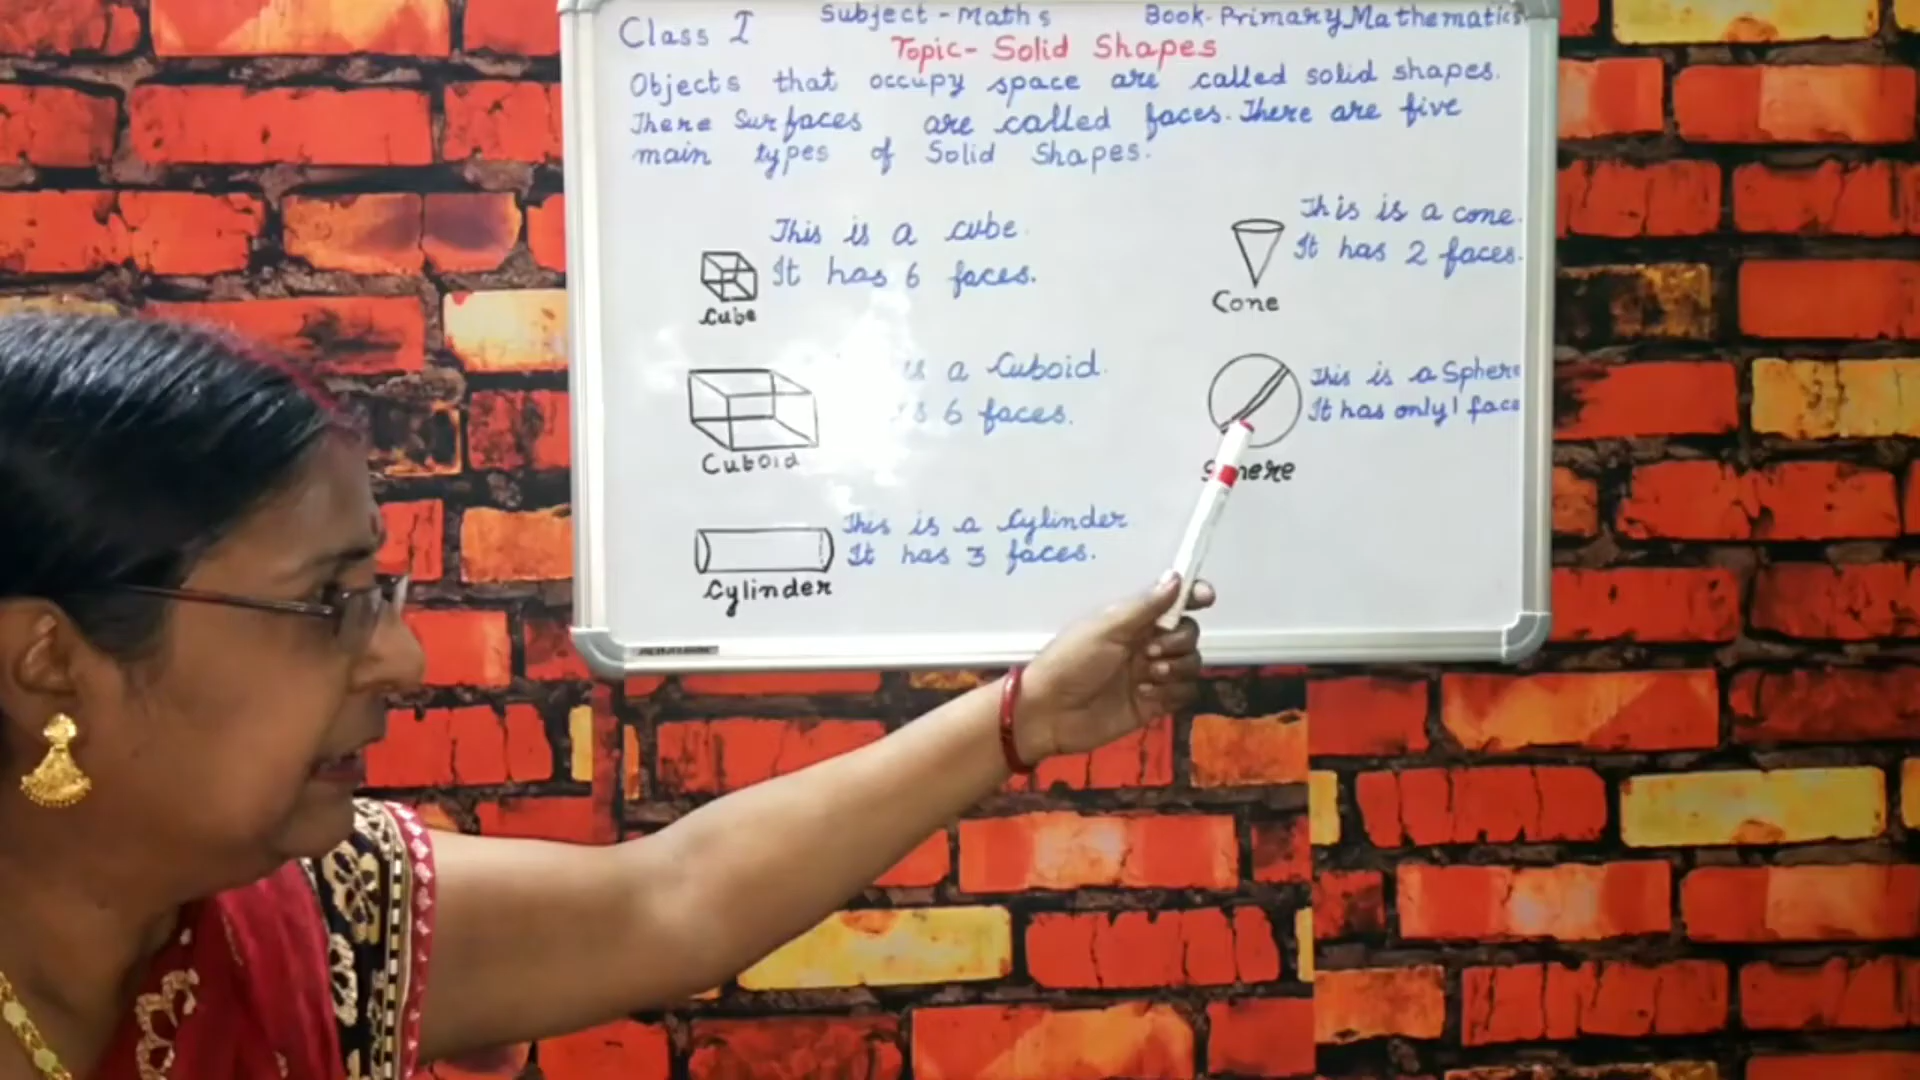 Class I
Subject - Maths
Book - Primary Mathematics
Topic - Solid Shapes
Objects that occupy space are called solid shapes.
There Surfaces are called faces. There are five
main types of Solid Shapes.
This is a cube.
It has 6 faces.
Cube
This is a cone.
It has 2 faces.
Cone
is a Cuboid.
6 faces.
Cuboid
This is a Sphere
It has only 1 face
This is a Cylinder
It has 3 faces.
Cylinder